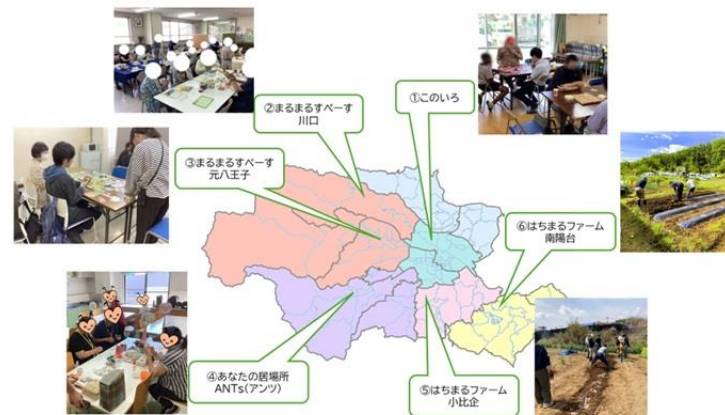 ①このいろ
②まるまるすぺーす
川口
③まるまるすぺーす
元八王子
④あなたの居場所
ANTs(アンツ)
⑤はちまるファーム
小比企
⑥はちまるファーム
南陽台